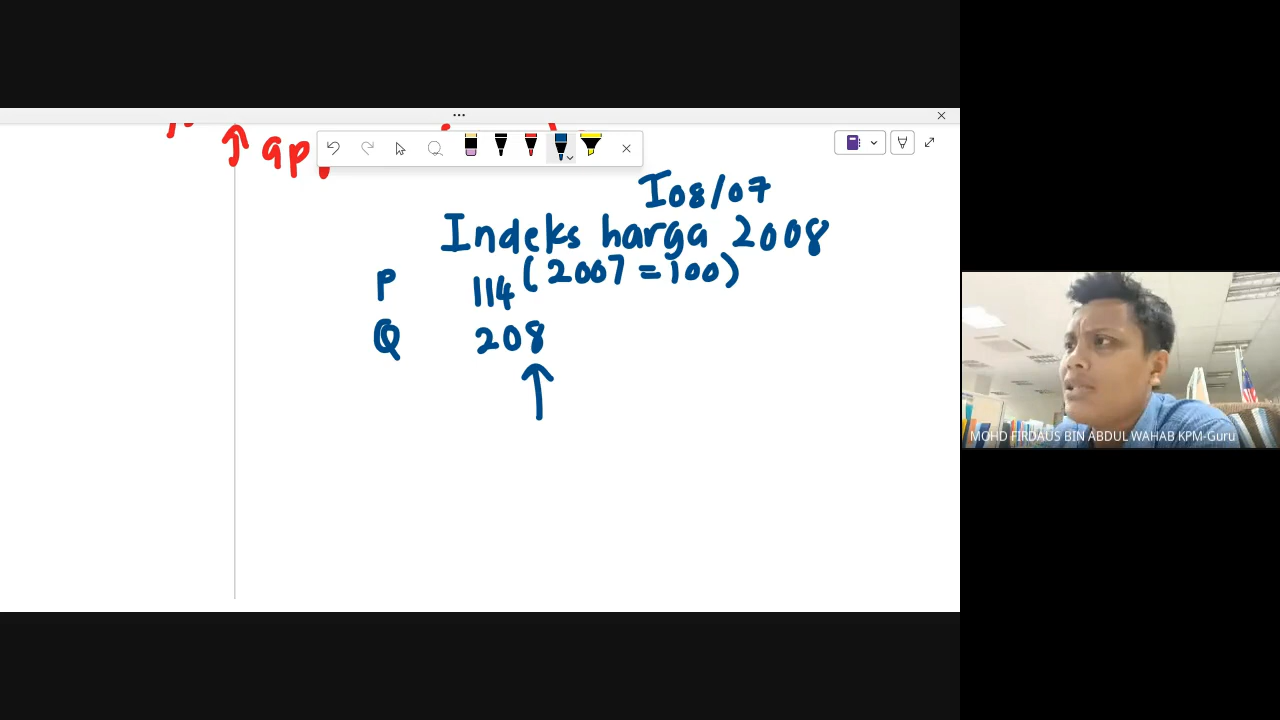 I08/07
Indeks harga 2008
(2007 = 100)
P 114
Q 208
MOHD FIRDAUS BIN ABDUL WAHAB KPM-Guru